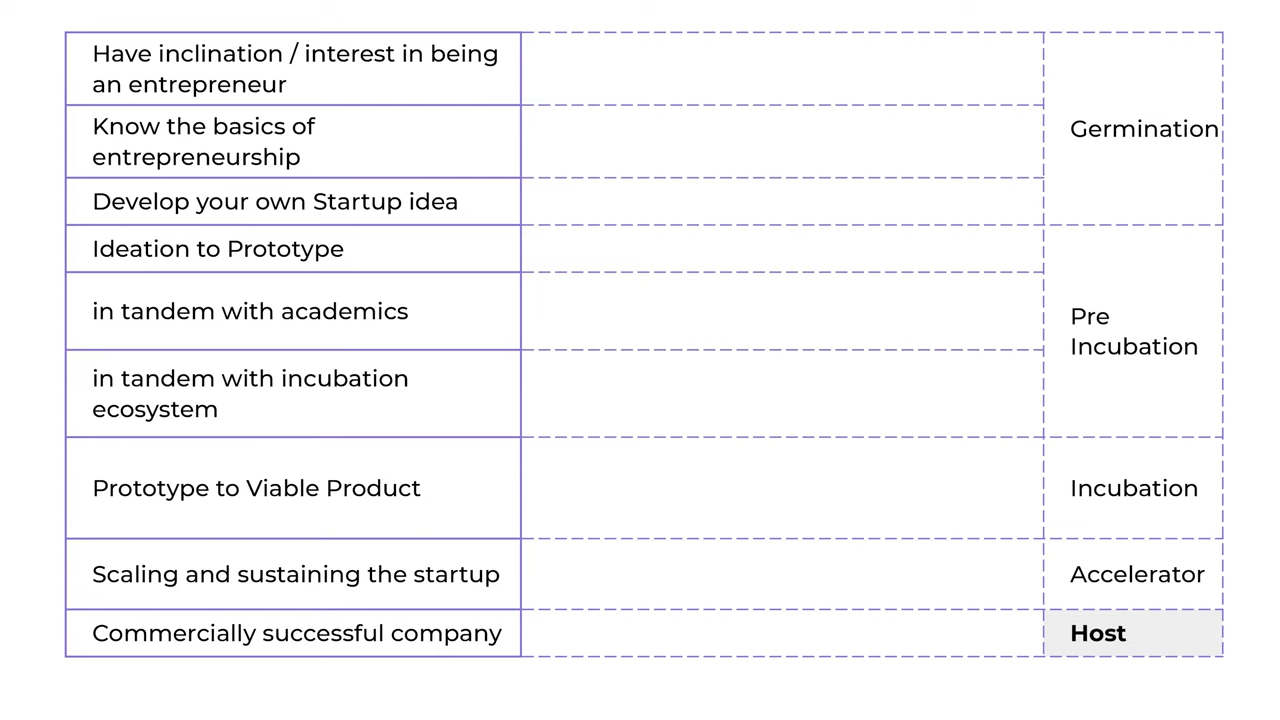 Have inclination / interest in being
an entrepreneur
Know the basics of
entrepreneurship
Germination
Develop your own Startup idea
Ideation to Prototype
in tandem with academics
Pre
Incubation
in tandem with incubation
ecosystem
Prototype to Viable Product
Incubation
Scaling and sustaining the startup
Accelerator
Commercially successful company
Host